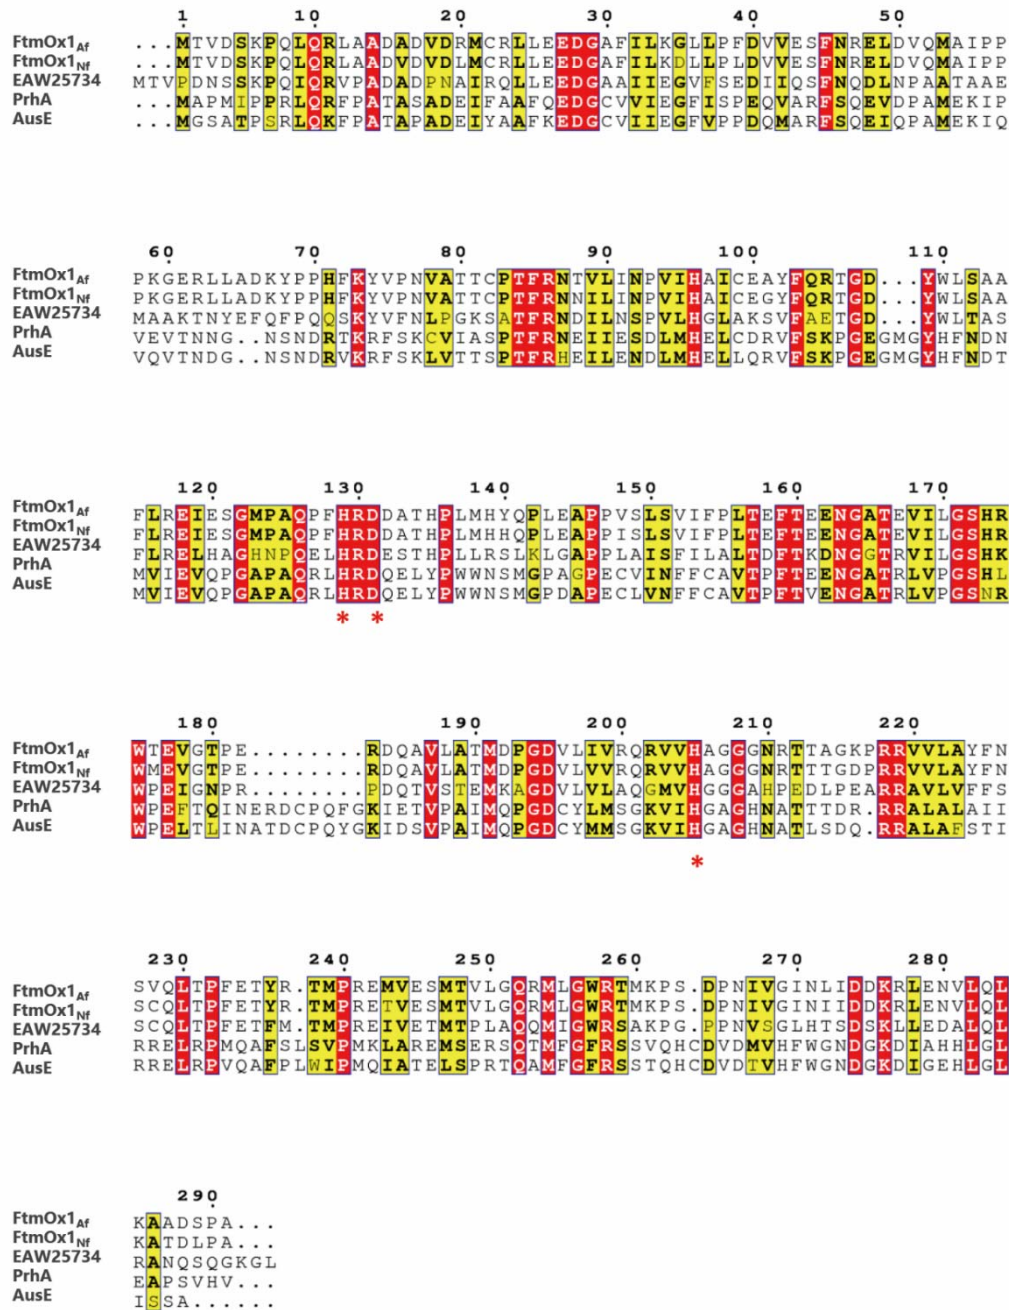 1 10 20 30 40 50
FtmOx1Af ...MTVDSKPQLQRLAADADVDRMCRLLEEDGAFILKGLLPFDVVESFNRELDVQMAIPP
FtmOx1Nf ...MTVDSKPQLQRLAADVDVDLMCRLLEEDGAFILKDLLPLDVVESFNRELDVQMAIPP
EAW25734 MTVPDNSSKPQIQRVPADADPNAIRQLLEEDGAAIIEGVFSEDIIQSFNQDLNPAATAAE
PrhA ...MAPMIPPRLQRFPATASADEIFAAFQEDGCVVIEGFISPEQVARFSQEVDPAMEKIP
AusE ...MGSATPSRLQKFPATAPADEIYAAFKEDGCVIIEGFVPPDQMARFSQEIQPAMEKIQ
60 70 80 90 100 110
FtmOx1Af PKGERLLADKYPPHFKYVPNVATTCPTFRNTVLINPVIHAICEAYFQRTGD...YWLSAA
FtmOx1Nf PKGERLLADKYPPHFKYVPNVATTCPTFRNNILINPVIHAICEGYFQRTGD...YWLSAA
EAW25734 MAAKTNYEFQFPQQSKYVFNLPGKSATFRNDILNSPVLHGLAKSVFAETGD...YWLTAS
PrhA VEVTNNG..NSNDRTKRFSKCVIASPTFRNEIIESDLMHELCDRVFSKPGEGMGYHFNDN
AusE VQVTNDG..NSNDRVKRFSKLVTTSPTFRHEILENDLMHELLQRVFSKPGEGMGYHFNDT
120 130 140 150 160 170
FtmOx1Af FLREIESGMPAQPFHRDDATHPLMHYQPLEAPPVSLSVIFPLTEFTEENGATEVILGSHR
FtmOx1Nf FLREIESGMPAQPFHRDDATHPLMHHQPLEAPPISLSVIFPLTEFTEENGATEVILGSHR
EAW25734 FLRELHAGHNPQELHRDESTHPLLRSLKLGAPPLAISFILALTDFTKDNGGTRVILGSHK
PrhA MVIEVQPGAPAQRLHRDQELYPWWNSMGPAGPECVINFFCAVTPFTEENGATRLVPGSHL
AusE MVIEVQPGAPAQRLHRDQELYPWWNSMGPDAPECLVNFFCAVTPFTVENGATRLVPGSNR
* * 
180 190 200 210 220
FtmOx1Af WTEVGTPE........RDQAVLATMDPGDVLIVRQRVVHAGGGNRTTAGKPRRVVLAYFN
FtmOx1Nf WMEVGTPE........RDQAVLATMDPGDVLVVRQRVVHAGGGNRTTTGDPRRVVLAYFN
EAW25734 WPEIGNPR........PDQTVSTEMKAGDVLVLAQGMVHGGGAHPEDLPEARRAVLVFFS
PrhA WPEFTQINERDCPQFGKIETVPAIMQPGDCYLMSGKVIHGAGHNATTTDR.RRALALAII
AusE WPELTLINATDCPQYGKIDSVPAIMQPGDCYMMSGKVIHGAGHNATLSDQ.RRALAFSTI
*
230 240 250 260 270 280
FtmOx1Af SVQLTPFETYR.TMPREMVESMTVLGQRMLGWRTMKPS.DPNIVGINLIDDKRLENVLQL
FtmOx1Nf SCQLTPFETYR.TMPREТVESMTVLGQRMLGWRTMKPS.DPNIVGINLIDDKRLENVLQL
EAW25734 SCQLTPFETFM.TMPREIVETMTPLAQQMIGWRSAKPG.PPNVSGLHTSDSKLLEDALQL
PrhA RRELRPMQAFSLSVPMKLAREMSERSQTMFGFRSSVQHCDVDMVHFWGNDGKDIAHHLGL
AusE RRELRPVQAFPLWIPMQIATELSPRTQAMFGFRSSTQHCDVDTVHFWGNDGKDIGEHLGL
290
FtmOx1Af KAADSPA...
FtmOx1Nf KATDLPA...
EAW25734 RANQSQGKGL
PrhA EAPSVHV...
AusE ISSA......